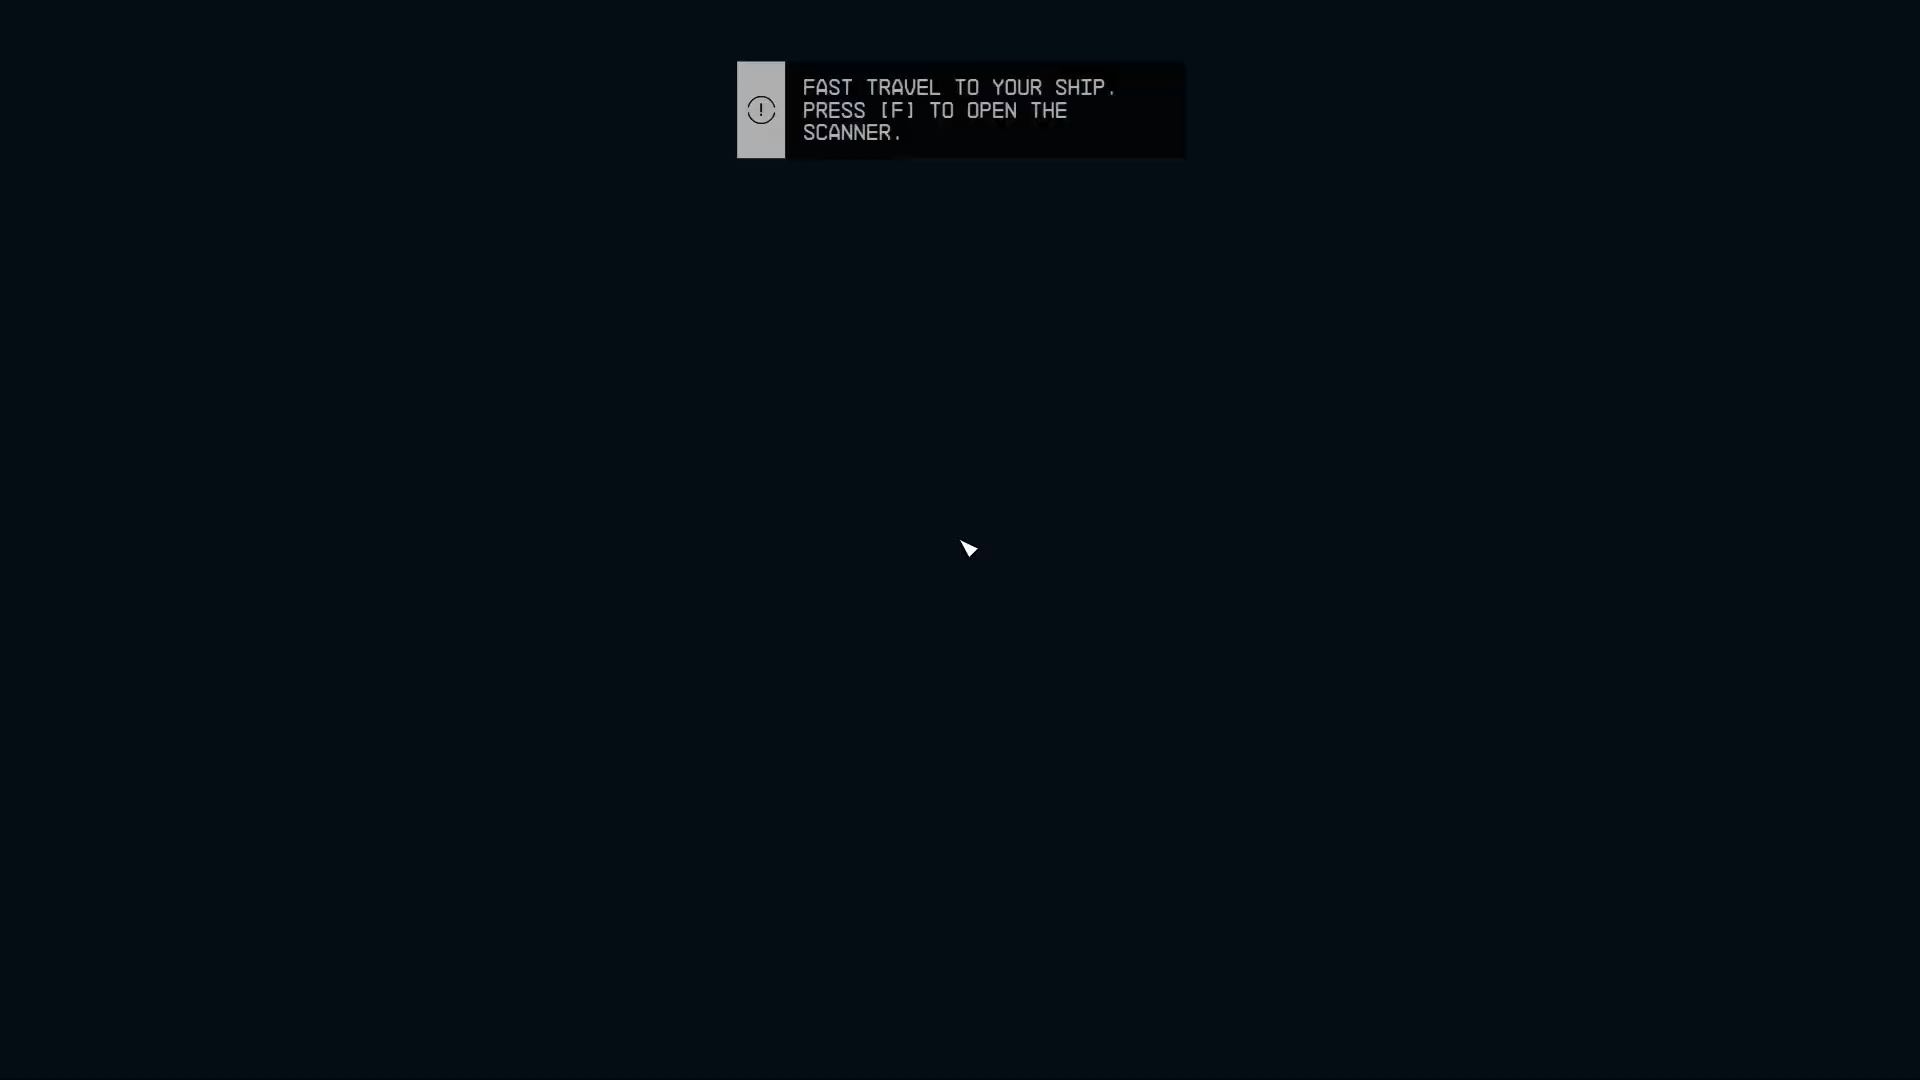 FAST TRAVEL TO YOUR SHIP.
PRESS [F] TO OPEN THE
SCANNER.